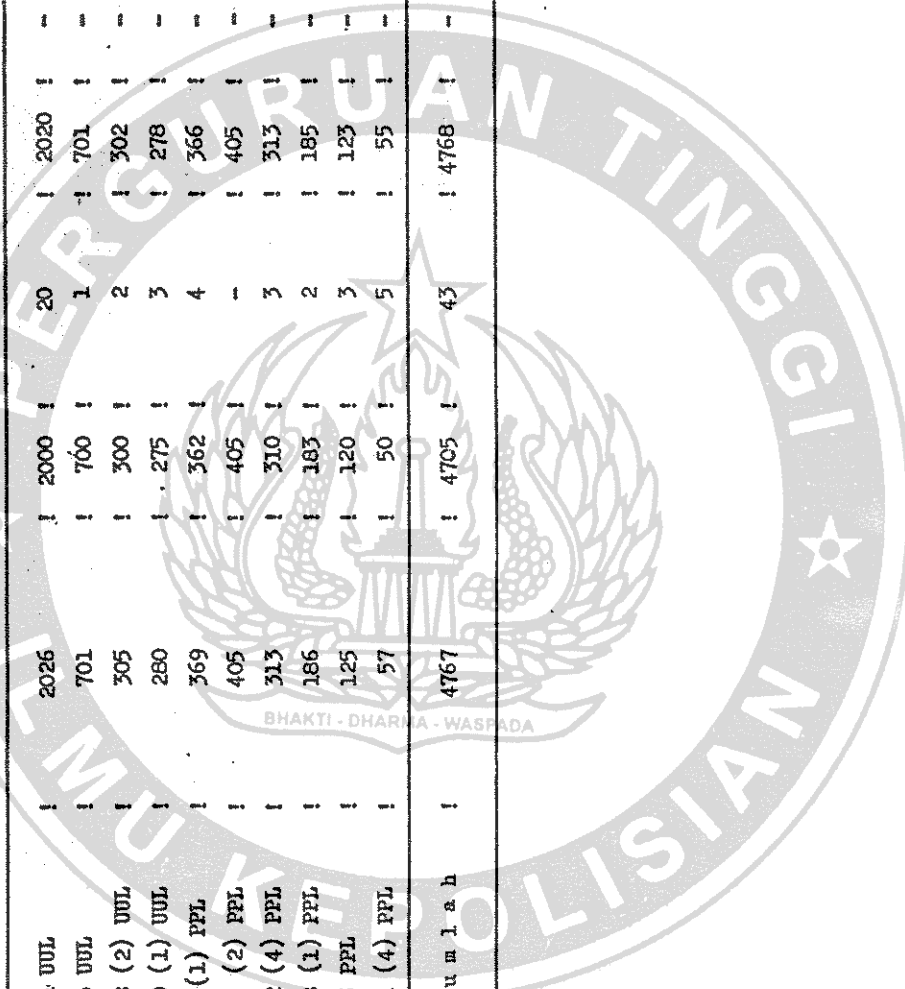 UUL ! 2026 ! 2000 ! 20 ! 2020 ! -
UUL ! 701 ! 700 ! 1 ! 701 ! -
(2) UUL ! 305 ! 300 ! 2 ! 302 ! -
(1) UUL ! 280 ! 275 ! 3 ! 278 ! -
(1) PPL ! 369 ! 362 ! 4 ! 366 ! -
(2) PPL ! 405 ! 405 ! - ! 405 ! -
(4) PPL ! 313 ! 310 ! 3 ! 313 ! -
(1) PPL ! 186 ! 183 ! 2 ! 185 ! -
PPL ! 125 ! 120 ! 3 ! 123 ! -
(4) PPL ! 57 ! 50 ! 5 ! 55 ! -
u m l a h ! 4767 ! 4705 ! 43 ! 4768 ! -
PERGURUAN TINGGI
BHAKTI - DHARMA - WASPADA
ILMU KEPOLISIAN